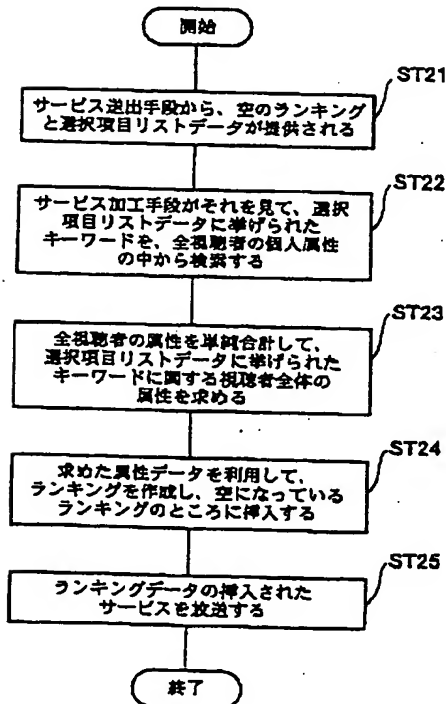 開始
ST21
サービス送出手段から、空のランキング
と選択項目リストデータが提供される
ST22
サービス加工手段がそれを見て、選択
項目リストデータに挙げられた
キーワードを、全視聴者の個人属性
の中から検索する
ST23
全視聴者の属性を単純合計して、
選択項目リストデータに挙げられた
キーワードに関する視聴者全体の
属性を求める
ST24
求めた属性データを利用して、
ランキングを作成し、空になっている
ランキングのところに挿入する
ST25
ランキングデータの挿入された
サービスを放送する
終了